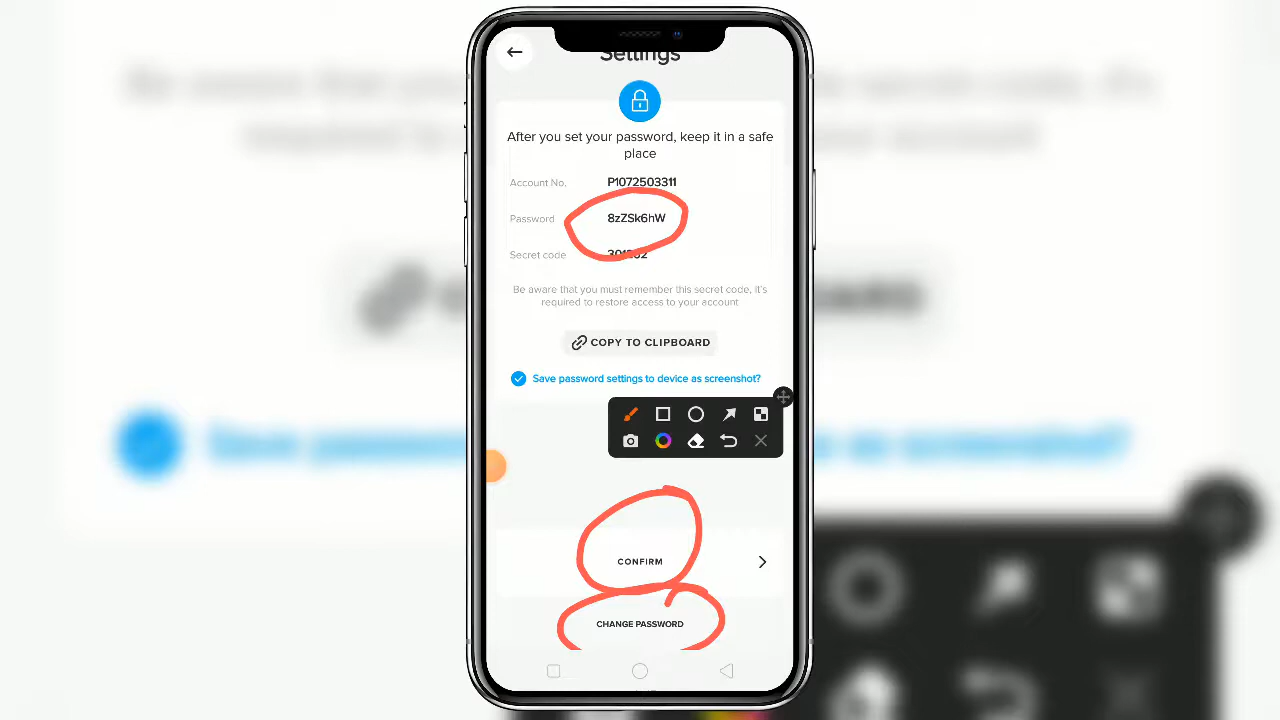 Settings
After you set your password, keep it in a safe
place
Account No. P1072503311
Password 8zZSk6hW
Secret code
Be aware that you must remember this secret code, it's
required to restore access to your account
COPY TO CLIPBOARD
Save password settings to device as screenshot?
CONFIRM
CHANGE PASSWORD